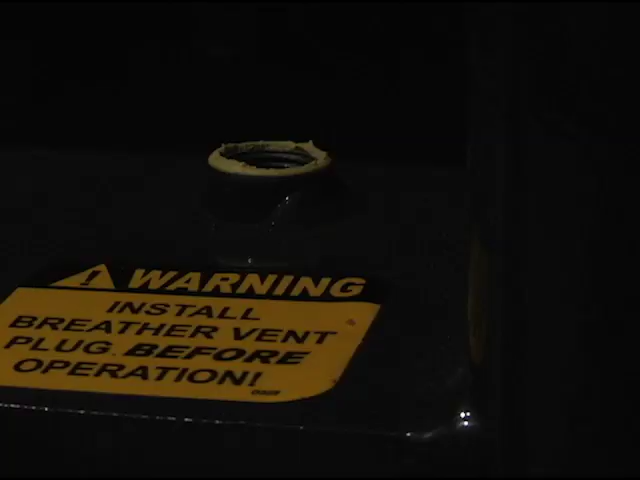 WARNING
INSTALL
BREATHER VENT
PLUG BEFORE
OPERATION!